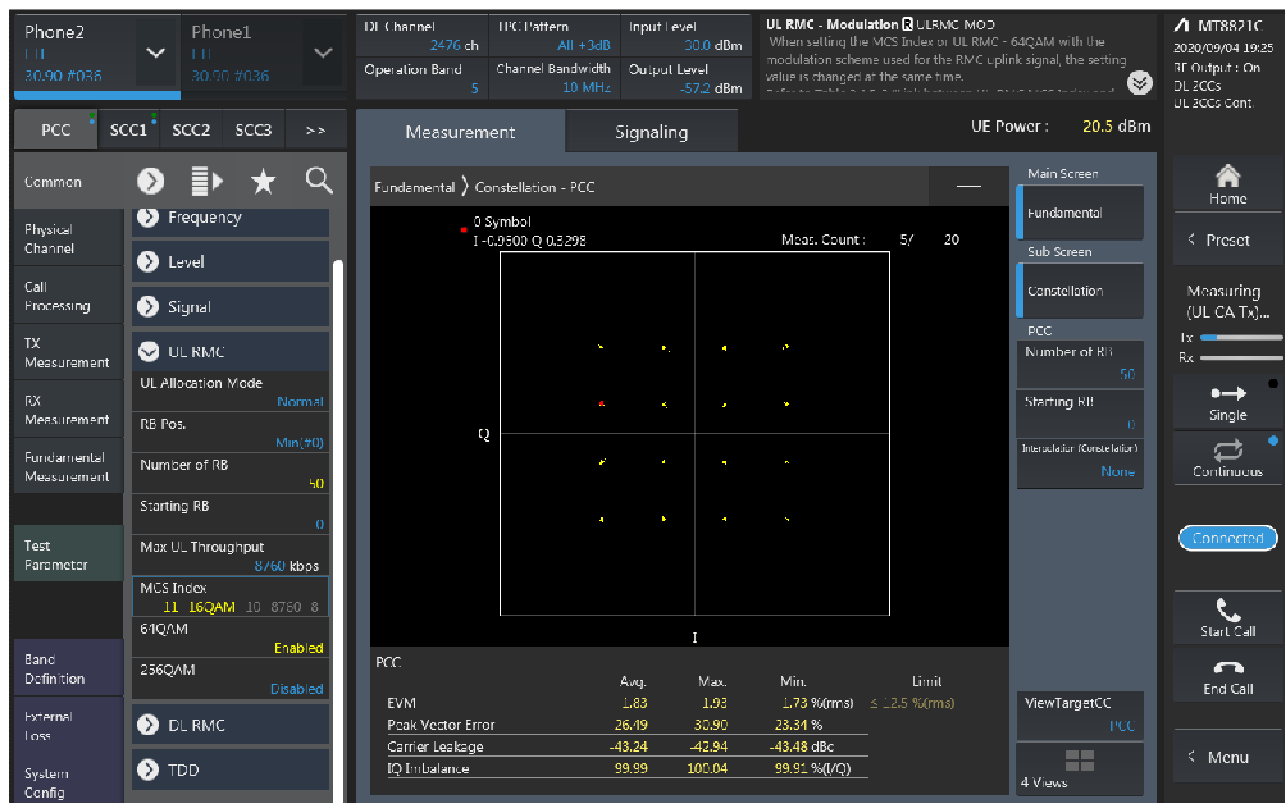 Phone2
LTE
30.90 #036
Phone1
LTE
30.90 #036
DL Channel
2476 ch
TPC Pattern
All +3dB
Input Level
30.0 dBm
Operation Band
5
Channel Bandwidth
10 MHz
Output Level
-57.2 dBm
UL RMC - Modulation R ULRMC_MOD
When setting the MCS Index or UL RMC - 64QAM with the
modulation scheme used for the RMC uplink signal, the setting
value is changed at the same time.
MT8821C
2020/09/04 19:25
RF Output : On
DL 2CCs
UL 2CCs Cont.
PCC
SCC1
SCC2
SCC3
>>
Measurement
Signaling
UE Power : 20.5 dBm
Common
Physical
Channel
Call
Processing
TX
Measurement
RX
Measurement
Fundamental
Measurement
Test
Parameter
Band
Definition
External
Loss
System
Config
Frequency
Level
Signal
UL RMC
UL Allocation Mode
Normal
RB Pos.
Min(#0)
Number of RB
50
Starting RB
0
Max UL Throughput
8760 kbps
MCS Index
11 16QAM 10 8760 8
64QAM
Enabled
256QAM
Disabled
DL RMC
TDD
Fundamental
Constellation - PCC
0 Symbol
I -0.9500 Q 0.3298
Meas. Count : 5/ 20
Q
I
PCC
Avg. Max. Min. Limit
EVM 1.83 1.93 1.73 %(rms) ≤ 12.5 %(rms)
Peak Vector Error 26.49 30.90 23.34 %
Carrier Leakage -43.24 -42.94 -43.48 dBc
IQ Imbalance 99.99 100.04 99.91 %(I/Q)
Main Screen
Fundamental
Sub Screen
Constellation
PCC
Number of RB
50
Starting RB
0
Interpolation (Constellation)
None
ViewTargetCC
PCC
4 Views
Home
< Preset
Measuring
(UL CA Tx)...
Tx
Rx
Single
Continuous
Connected
Start Call
End Call
< Menu